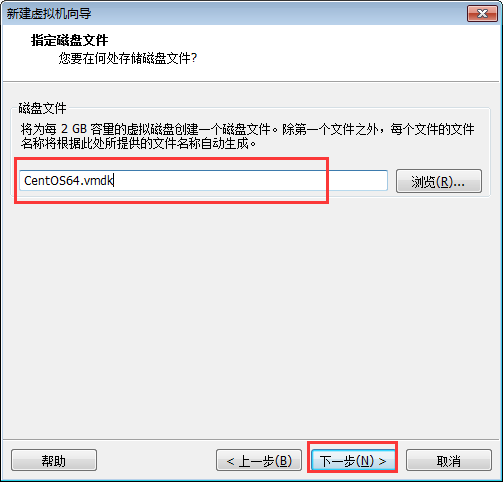 新建虚拟机向导
指定磁盘文件
您要在何处存储磁盘文件?
磁盘文件
将为每 2 GB 容量的虚拟磁盘创建一个磁盘文件。除第一个文件之外，每个文件的文件
名称将根据此处所提供的文件名称自动生成。
CentOS64.vmdk
浏览(R)...
帮助
< 上一步(B)
下一步(N) >
取消